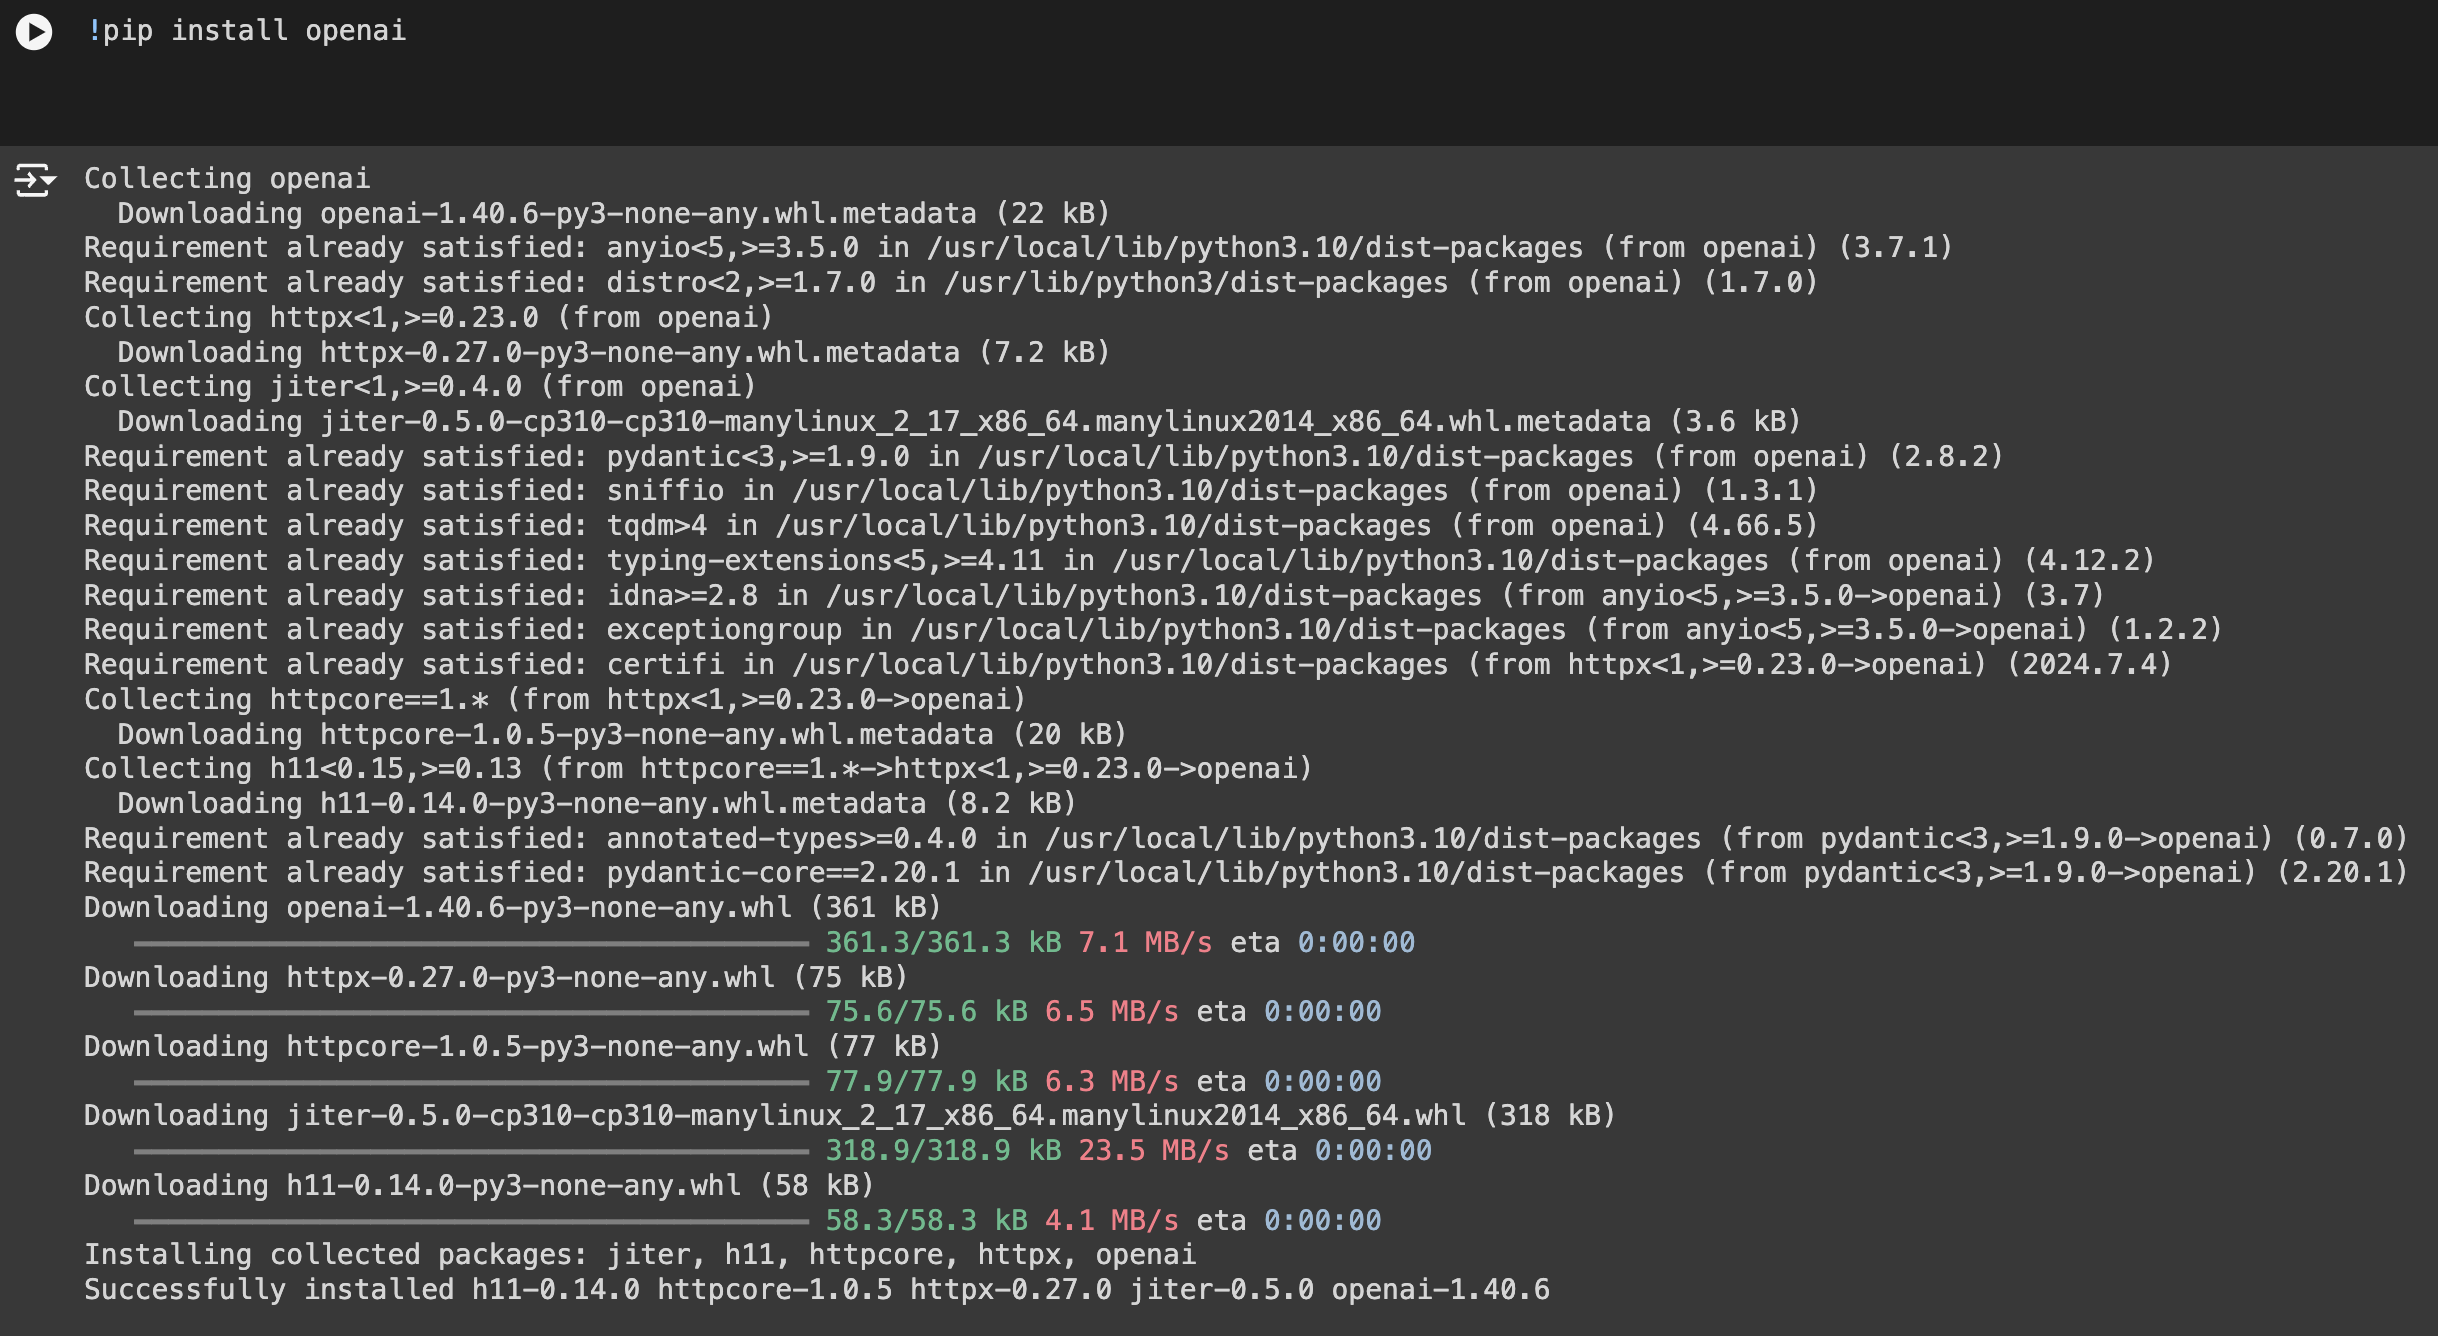 !pip install openai
Collecting openai
  Downloading openai-1.40.6-py3-none-any.whl.metadata (22 kB)
Requirement already satisfied: anyio<5,>=3.5.0 in /usr/local/lib/python3.10/dist-packages (from openai) (3.7.1)
Requirement already satisfied: distro<2,>=1.7.0 in /usr/lib/python3/dist-packages (from openai) (1.7.0)
Collecting httpx<1,>=0.23.0 (from openai)
  Downloading httpx-0.27.0-py3-none-any.whl.metadata (7.2 kB)
Collecting jiter<1,>=0.4.0 (from openai)
  Downloading jiter-0.5.0-cp310-cp310-manylinux_2_17_x86_64.manylinux2014_x86_64.whl.metadata (3.6 kB)
Requirement already satisfied: pydantic<3,>=1.9.0 in /usr/local/lib/python3.10/dist-packages (from openai) (2.8.2)
Requirement already satisfied: sniffio in /usr/local/lib/python3.10/dist-packages (from openai) (1.3.1)
Requirement already satisfied: tqdm>4 in /usr/local/lib/python3.10/dist-packages (from openai) (4.66.5)
Requirement already satisfied: typing-extensions<5,>=4.11 in /usr/local/lib/python3.10/dist-packages (from openai) (4.12.2)
Requirement already satisfied: idna>=2.8 in /usr/local/lib/python3.10/dist-packages (from anyio<5,>=3.5.0->openai) (3.7)
Requirement already satisfied: exceptiongroup in /usr/local/lib/python3.10/dist-packages (from anyio<5,>=3.5.0->openai) (1.2.2)
Requirement already satisfied: certifi in /usr/local/lib/python3.10/dist-packages (from httpx<1,>=0.23.0->openai) (2024.7.4)
Collecting httpcore==1.* (from httpx<1,>=0.23.0->openai)
  Downloading httpcore-1.0.5-py3-none-any.whl.metadata (20 kB)
Collecting h11<0.15,>=0.13 (from httpcore==1.*->httpx<1,>=0.23.0->openai)
  Downloading h11-0.14.0-py3-none-any.whl.metadata (8.2 kB)
Requirement already satisfied: annotated-types>=0.4.0 in /usr/local/lib/python3.10/dist-packages (from pydantic<3,>=1.9.0->openai) (0.7.0)
Requirement already satisfied: pydantic-core==2.20.1 in /usr/local/lib/python3.10/dist-packages (from pydantic<3,>=1.9.0->openai) (2.20.1)
Downloading openai-1.40.6-py3-none-any.whl (361 kB)
361.3/361.3 kB 7.1 MB/s eta 0:00:00
Downloading httpx-0.27.0-py3-none-any.whl (75 kB)
75.6/75.6 kB 6.5 MB/s eta 0:00:00
Downloading httpcore-1.0.5-py3-none-any.whl (77 kB)
77.9/77.9 kB 6.3 MB/s eta 0:00:00
Downloading jiter-0.5.0-cp310-cp310-manylinux_2_17_x86_64.manylinux2014_x86_64.whl (318 kB)
318.9/318.9 kB 23.5 MB/s eta 0:00:00
Downloading h11-0.14.0-py3-none-any.whl (58 kB)
58.3/58.3 kB 4.1 MB/s eta 0:00:00
Installing collected packages: jiter, h11, httpcore, httpx, openai
Successfully installed h11-0.14.0 httpcore-1.0.5 httpx-0.27.0 jiter-0.5.0 openai-1.40.6